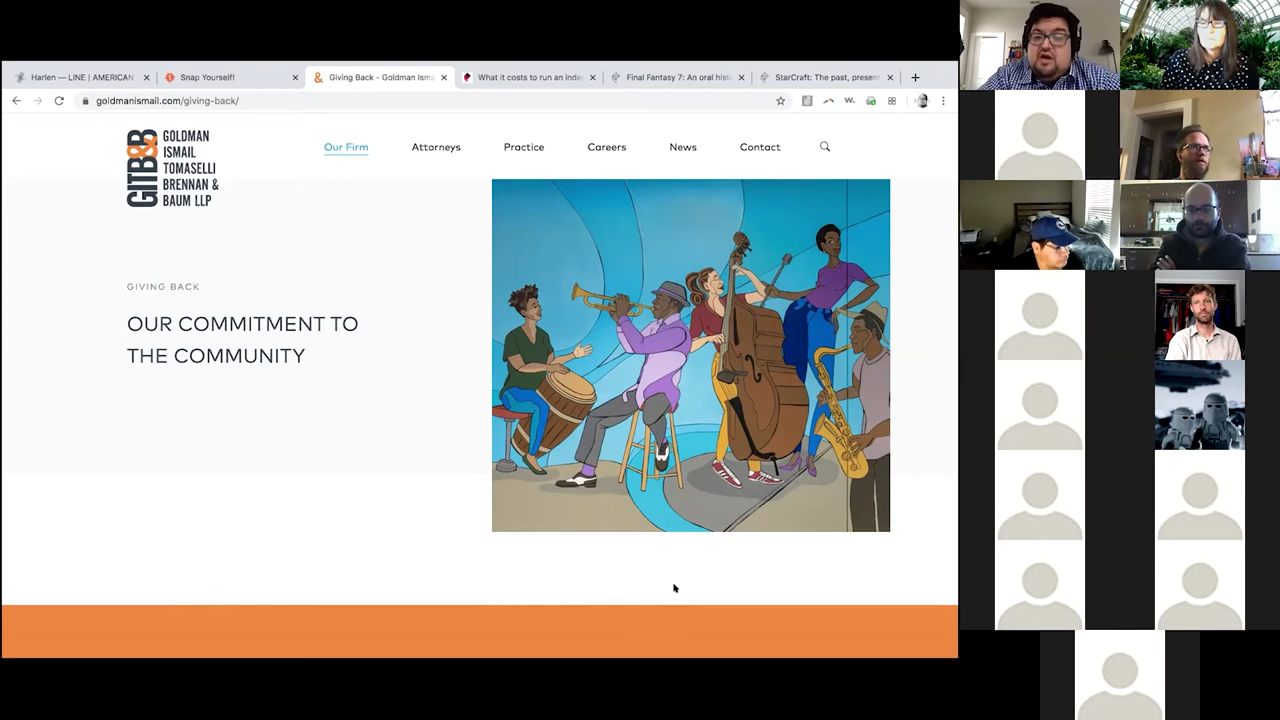 Harlen — LINE | AMERICAN
Snap Yourself!
Giving Back - Goldman Isma
What it costs to run an inde
Final Fantasy 7: An oral hist
StarCraft: The past, present
goldmanismail.com/giving-back/
GITB&B
GOLDMAN
ISMAIL
TOMASELLI
BRENNAN &
BAUM LLP
Our Firm
Attorneys
Practice
Careers
News
Contact
GIVING BACK
OUR COMMITMENT TO
THE COMMUNITY